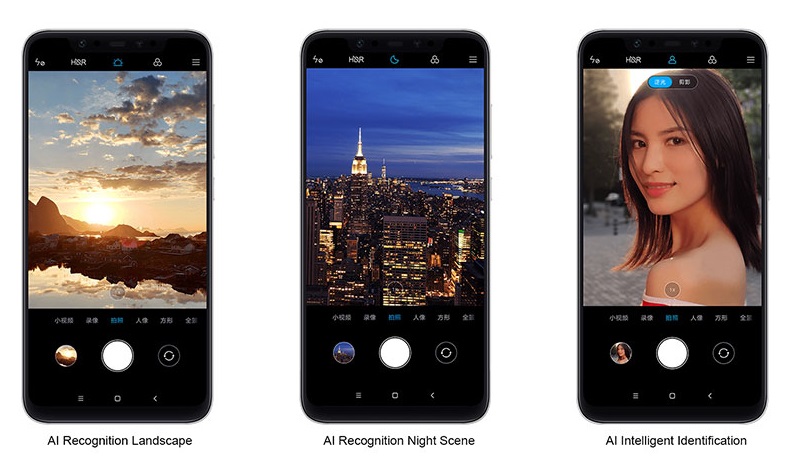 HDR
HDR
HDR
逆光 剪影
1X
小视频 录像 拍照 人像 方形 全景
小视频 录像 拍照 人像 方形 全景
小视频 录像 拍照 人像 方形 全景
AI Recognition Landscape
AI Recognition Night Scene
AI Intelligent Identification